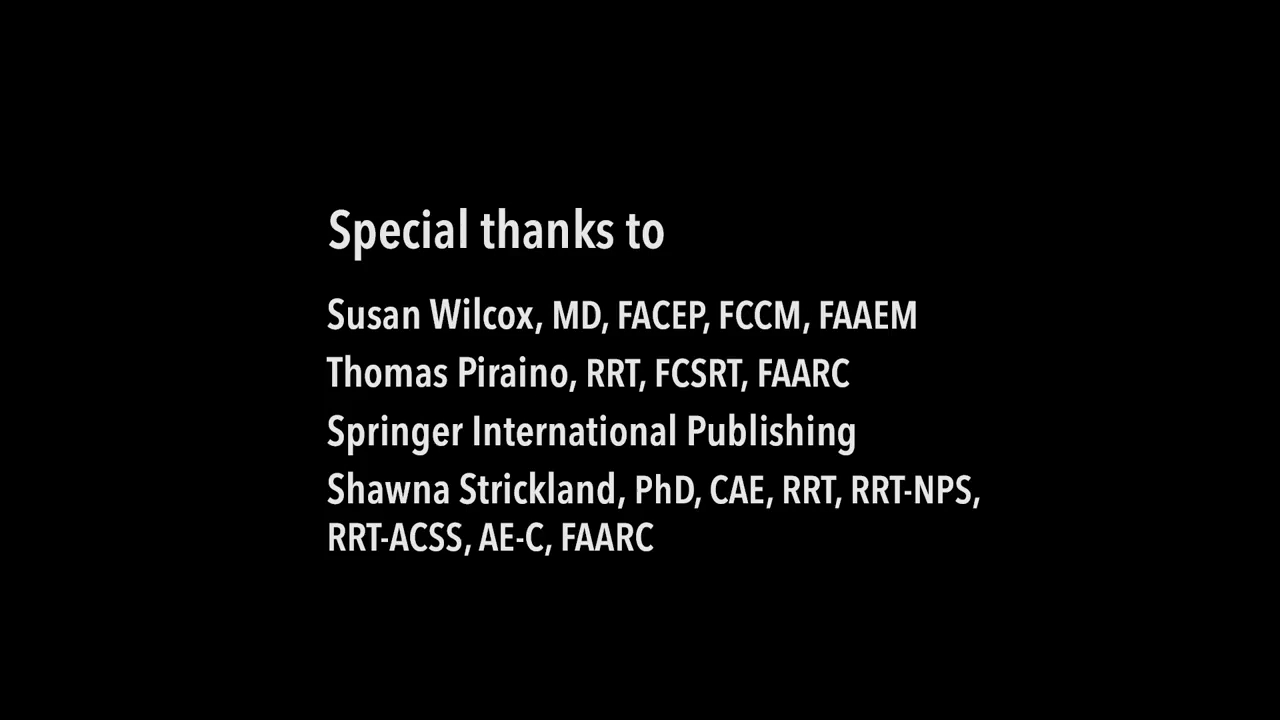 Special thanks to
Susan Wilcox, MD, FACEP, FCCM, FAAEM
Thomas Piraino, RRT, FCSRT, FAARC
Springer International Publishing
Shawna Strickland, PhD, CAE, RRT, RRT-NPS,
RRT-ACSS, AE-C, FAARC